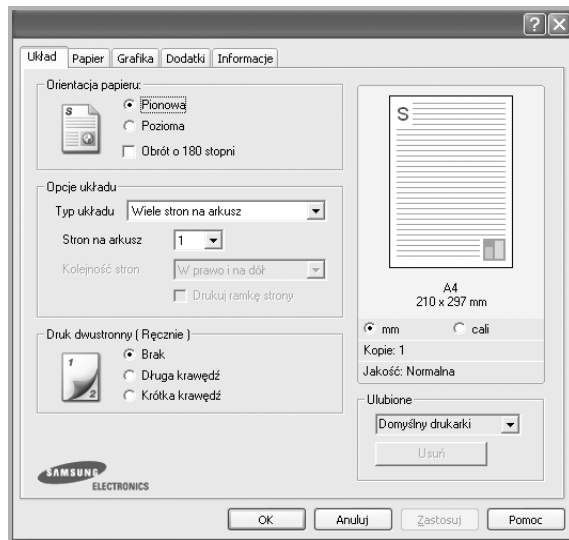 Układ Papier Grafika Dodatki Informacje
Orientacja papieru:
S
Pionowa
Pozioma
Obrót o 180 stopni
Opcje układu
Typ układu Wiele stron na arkusz
Stron na arkusz 1
Kolejność stron W prawo i na dół
Drukuj ramkę strony
Druk dwustronny ( Ręcznie )
1
2
Brak
Długa krawędź
Krótka krawędź
SAMSUNG
ELECTRONICS
S
A4
210 x 297 mm
mm cali
Kopie: 1
Jakość: Normalna
Ulubione
Domyślny drukarki
Usuń
OK Anuluj Zastosuj Pomoc